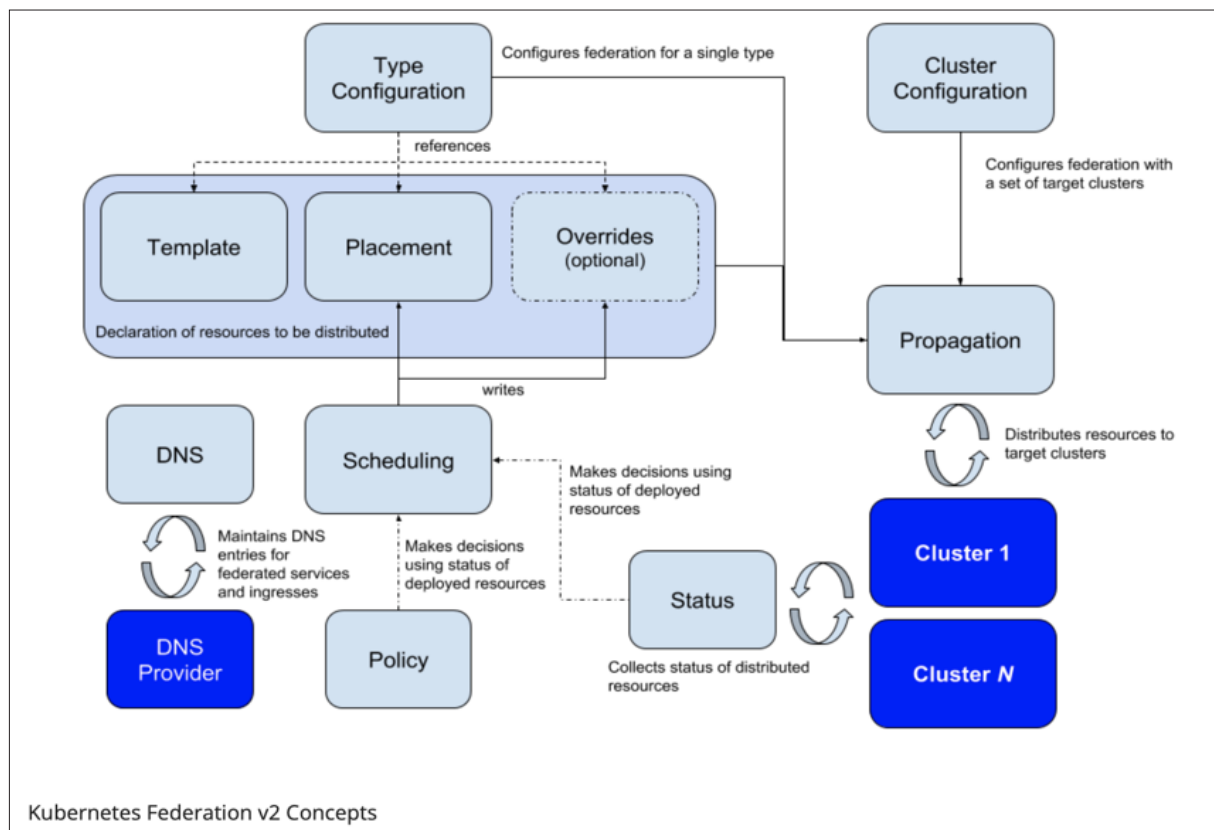 Type
Configuration
Configures federation for a single type
Cluster
Configuration
references
Configures federation with
a set of target clusters
Template
Placement
Overrides
(optional)
Declaration of resources to be distributed
Propagation
writes
DNS
Scheduling
Makes decisions using
status of deployed
resources
Distributes resources to
target clusters
Maintains DNS
entries for
federated services
and ingresses
Makes decisions
using status of
deployed resources
Cluster 1
Status
DNS
Provider
Policy
Collects status of distributed
resources
Cluster N
Kubernetes Federation v2 Concepts